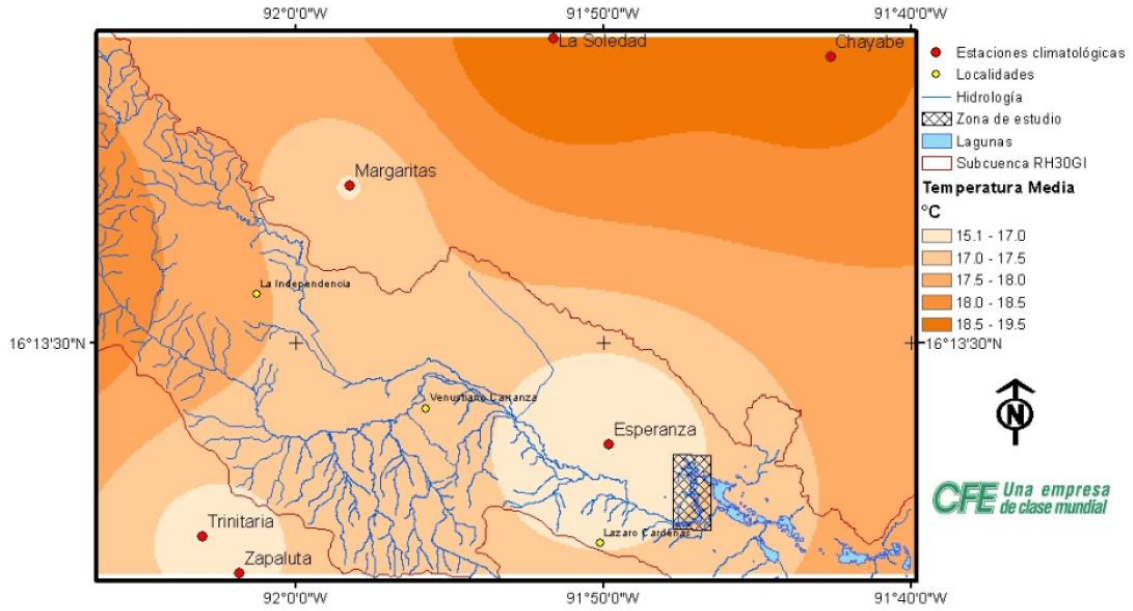 92°0'0"W 91°50'0"W 91°40'0"W
La Soledad
Chayabe
Margaritas
La Independencia
16°13'30"N
16°13'30"N
Venustiano Carranza
Esperanza
Trinitaria
Lazaro Cardenas
Zapaluta
92°0'0"W 91°50'0"W 91°40'0"W
Estaciones climatológicas
Localidades
Hidrología
Zona de estudio
Lagunas
Subcuenca RH30GI
Temperatura Media
°C
15.1 - 17.0
17.0 - 17.5
17.5 - 18.0
18.0 - 18.5
18.5 - 19.5
N
CFE Una empresa
de clase mundial